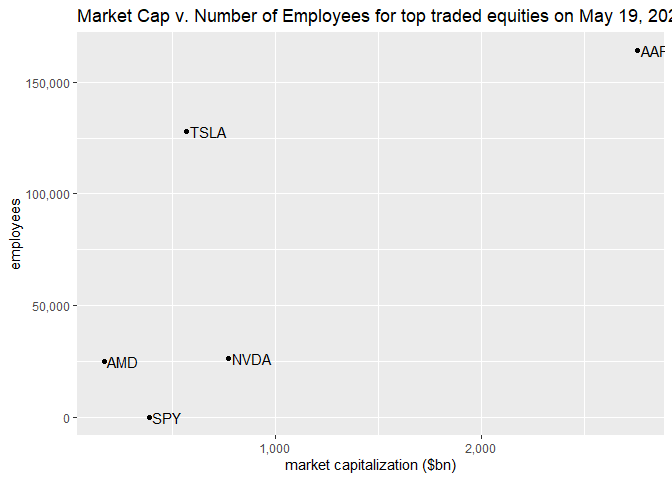 Market Cap v. Number of Employees for top traded equities on May 19, 202
AAP
150,000
TSLA
100,000
employees
50,000
NVDA
AMD
SPY
0
1,000
2,000
market capitalization ($bn)